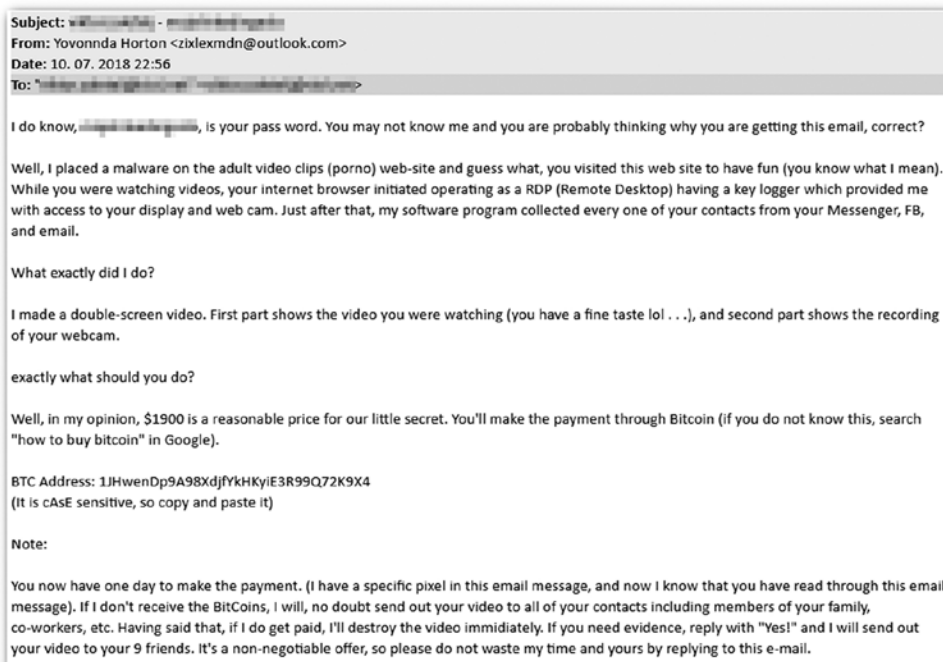 Subject: -
From: Yovonnda Horton <zixlexmdn@outlook.com>
Date: 10. 07. 2018 22:56
To: " >
I do know, , is your pass word. You may not know me and you are probably thinking why you are getting this email, correct?
Well, I placed a malware on the adult video clips (porno) web-site and guess what, you visited this web site to have fun (you know what I mean).
While you were watching videos, your internet browser initiated operating as a RDP (Remote Desktop) having a key logger which provided me
with access to your display and web cam. Just after that, my software program collected every one of your contacts from your Messenger, FB,
and email.
What exactly did I do?
I made a double-screen video. First part shows the video you were watching (you have a fine taste lol . . .), and second part shows the recording
of your webcam.
exactly what should you do?
Well, in my opinion, $1900 is a reasonable price for our little secret. You'll make the payment through Bitcoin (if you do not know this, search
"how to buy bitcoin" in Google).
BTC Address: 1JHwenDp9A98XdjfYkHKyiE3R99Q72K9X4
(It is cAsE sensitive, so copy and paste it)
Note:
You now have one day to make the payment. (I have a specific pixel in this email message, and now I know that you have read through this email
message). If I don't receive the BitCoins, I will, no doubt send out your video to all of your contacts including members of your family,
co-workers, etc. Having said that, if I do get paid, I'll destroy the video immidiately. If you need evidence, reply with "Yes!" and I will send out
your video to your 9 friends. It's a non-negotiable offer, so please do not waste my time and yours by replying to this e-mail.